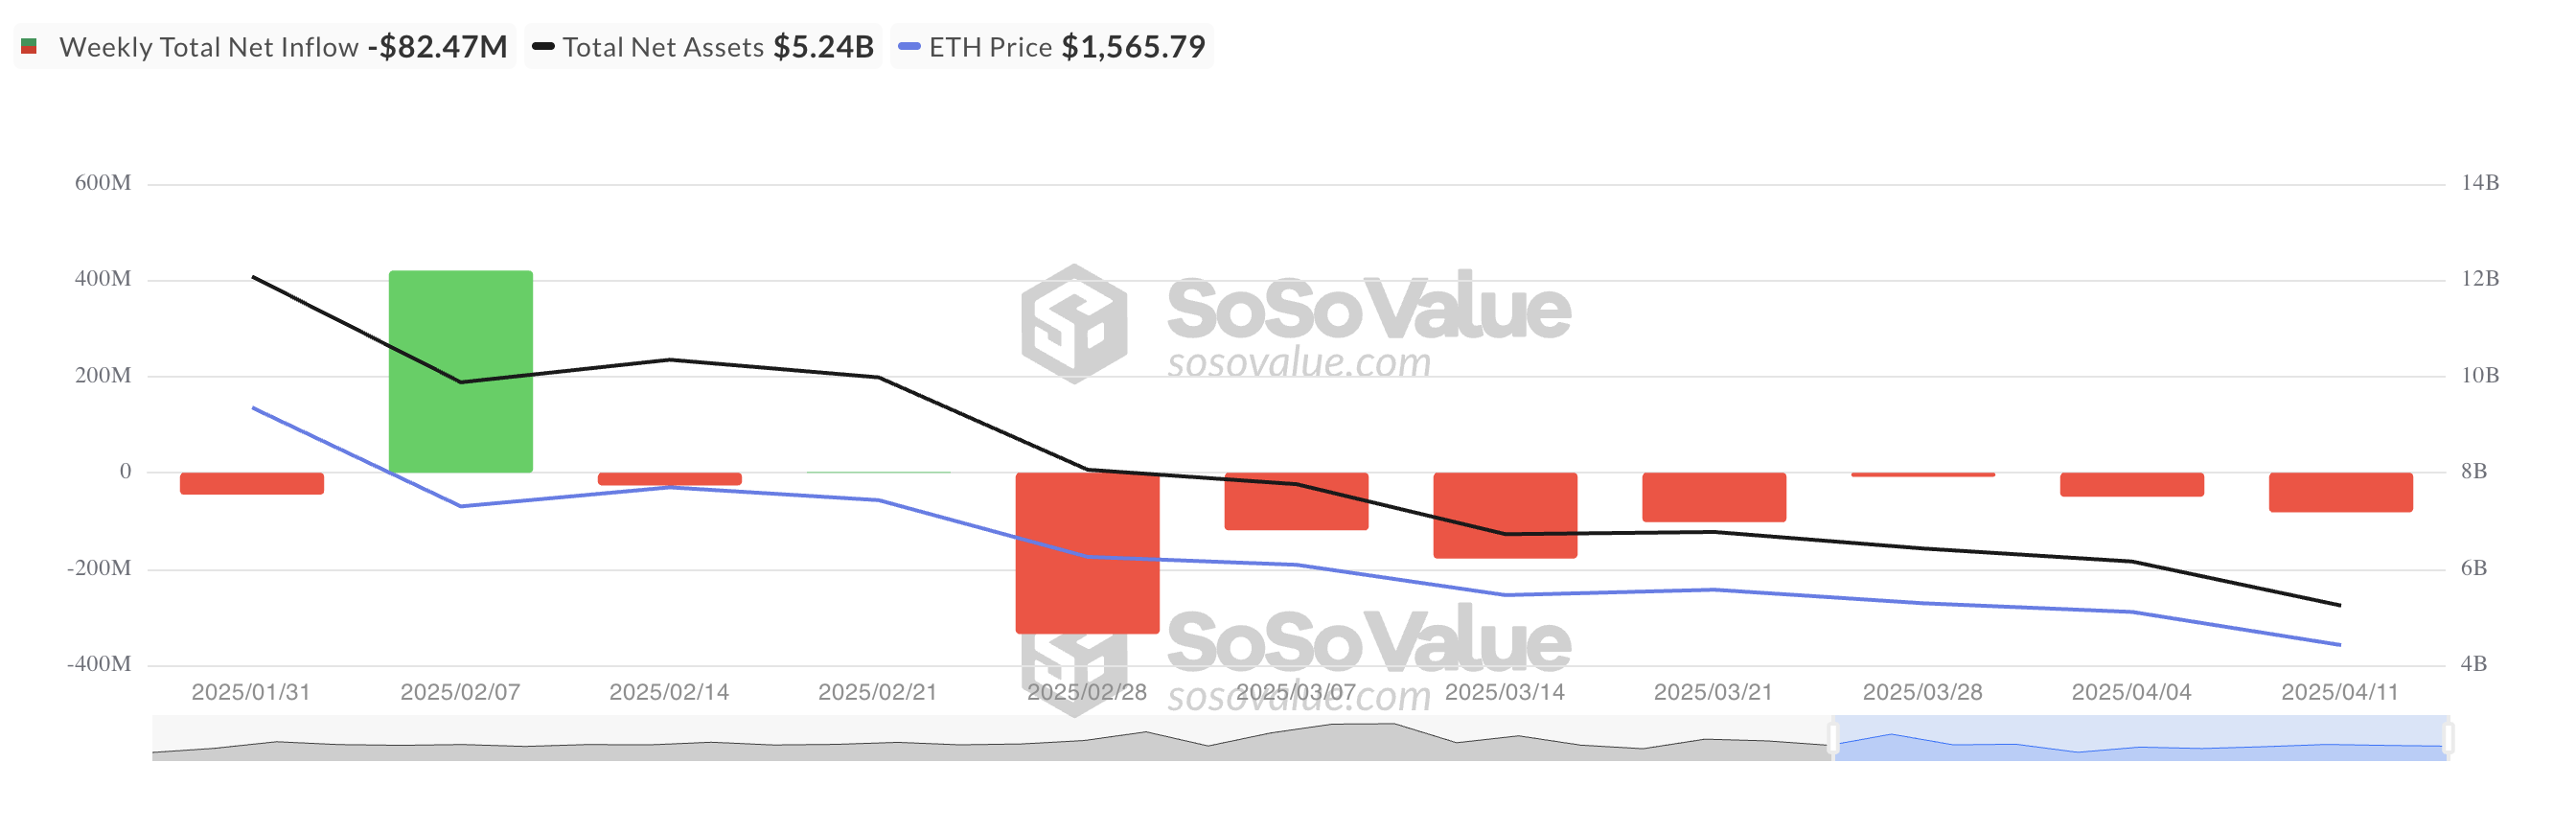 Weekly Total Net Inflow -$82.47M Total Net Assets $5.24B ETH Price $1,565.79
600M 14B
400M 12B
SoSoValue
sosovalue.com
200M 10B
0 8B
-200M 6B
SoSoValue
-400M 4B
sosovalue.com
2025/01/31 2025/02/07 2025/02/14 2025/02/21 2025/02/28 2025/03/07 2025/03/14 2025/03/21 2025/03/28 2025/04/04 2025/04/11